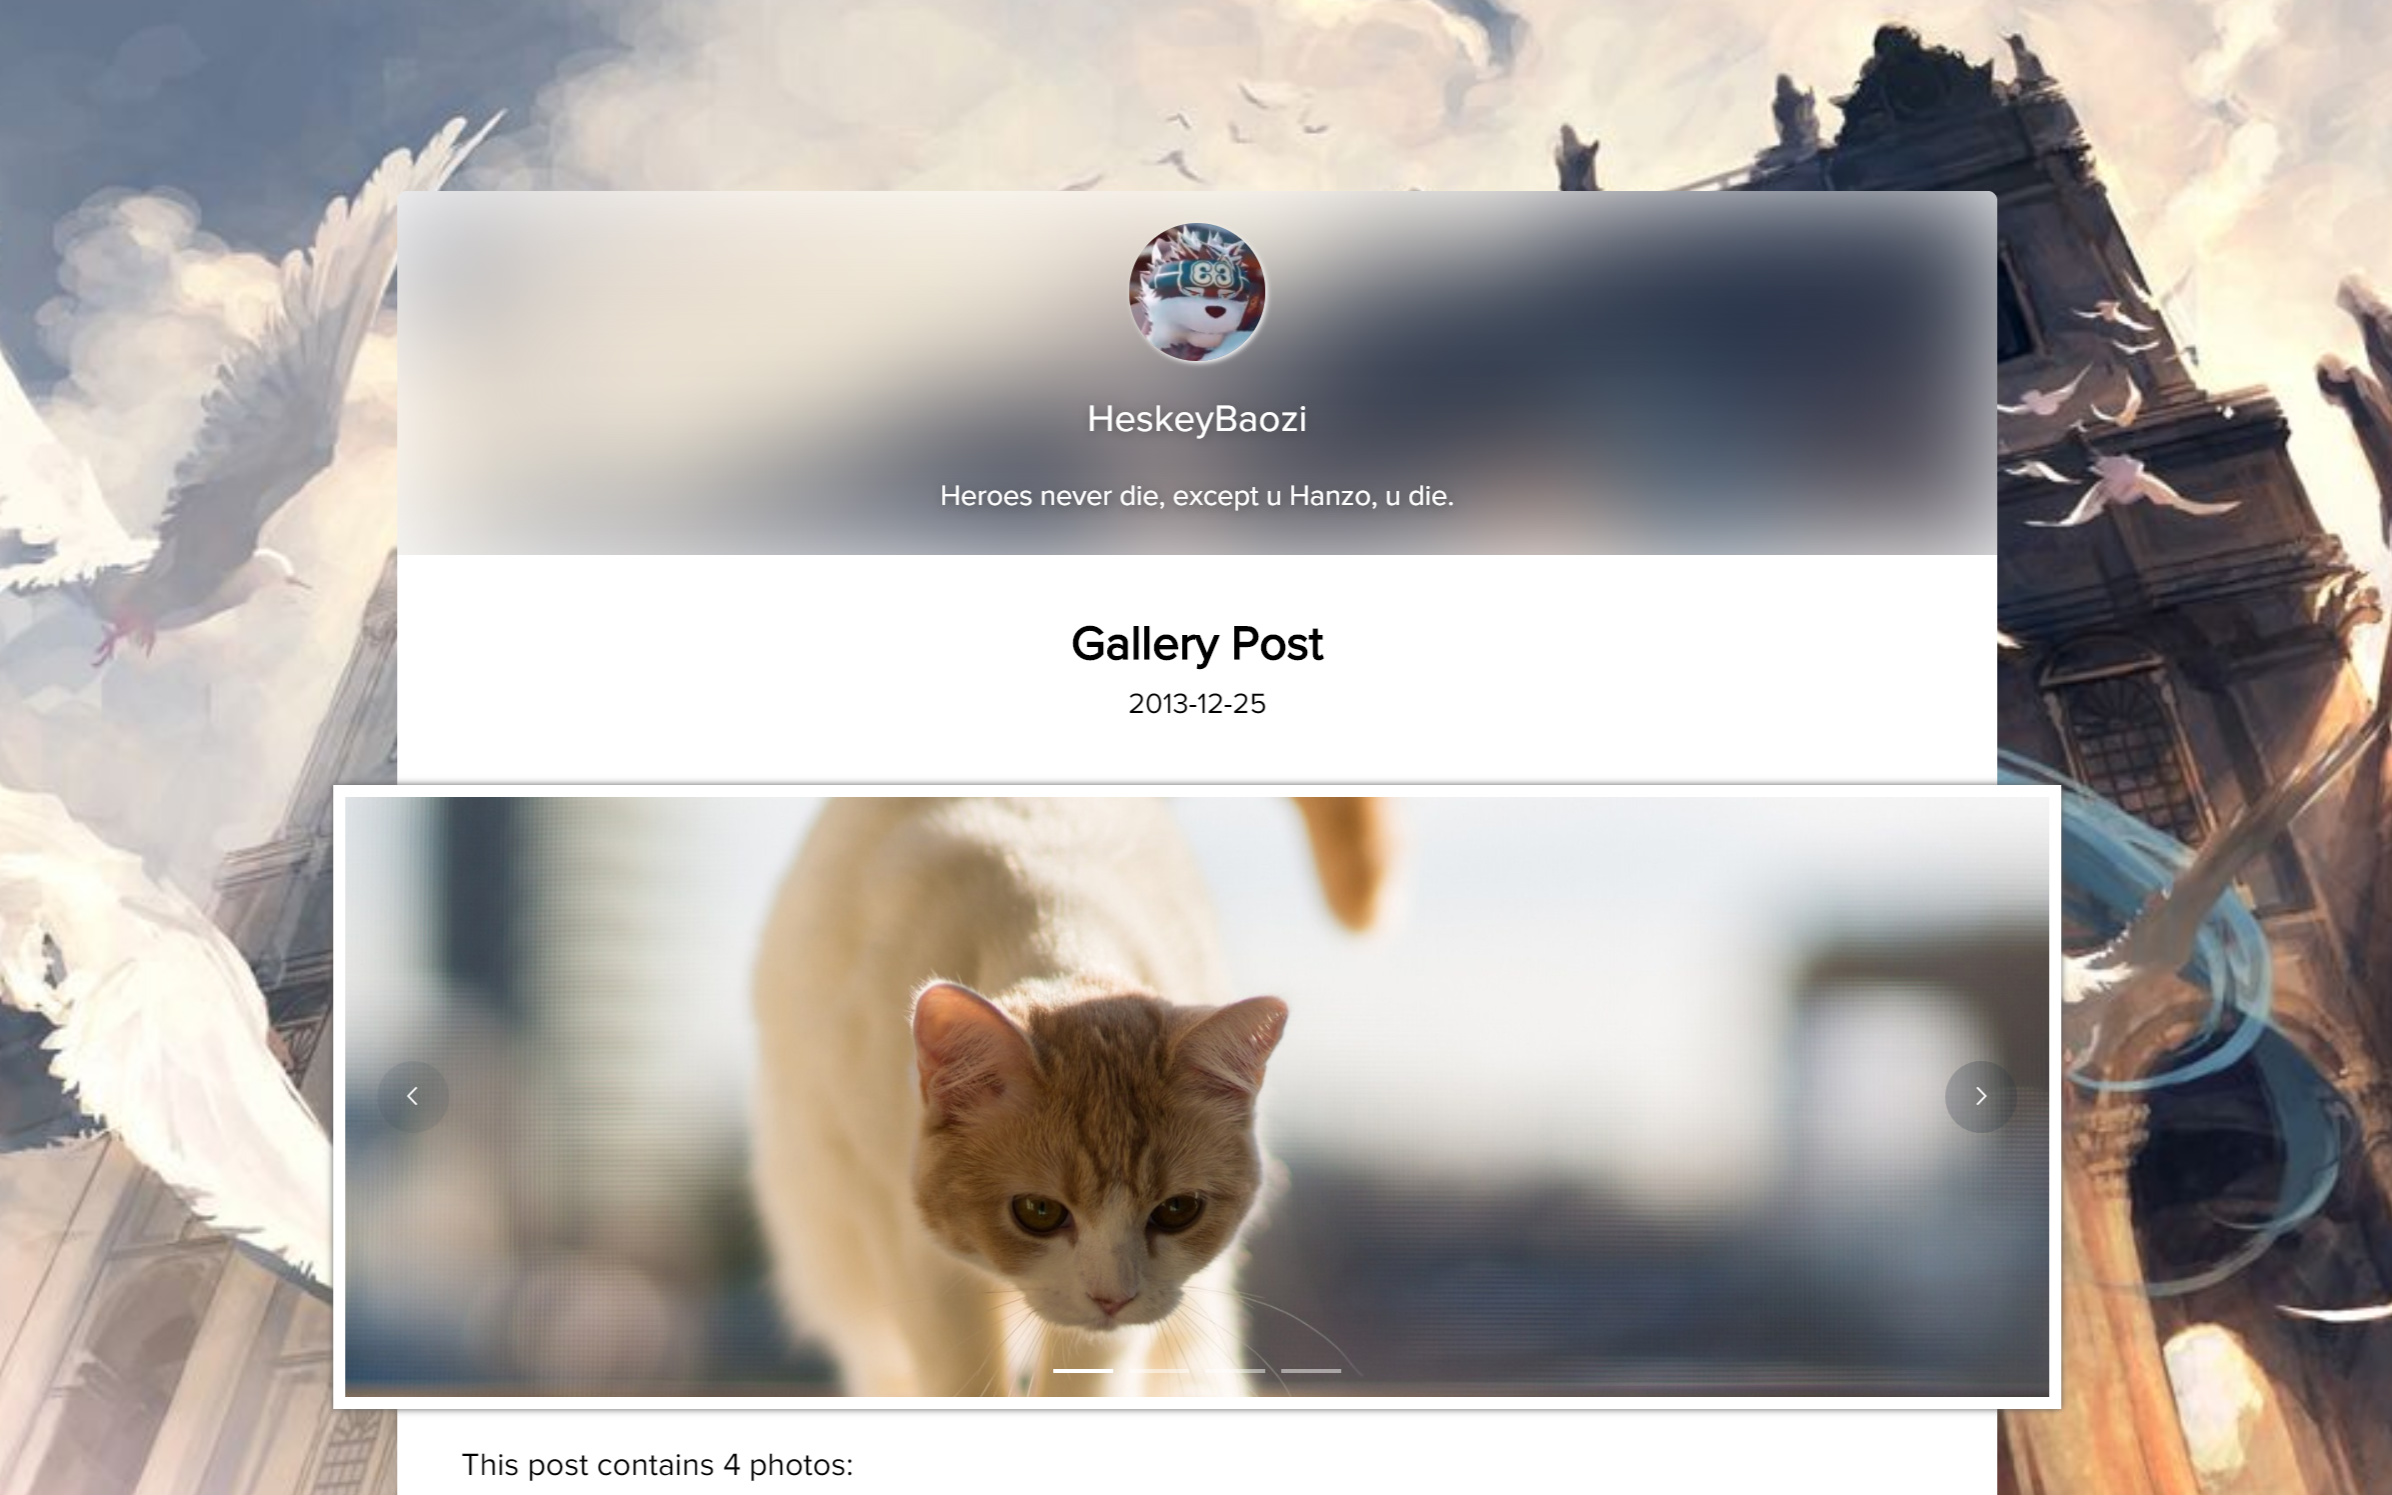 HeskeyBaozi
Heroes never die, except u Hanzo, u die.
Gallery Post
2013-12-25
This post contains 4 photos: